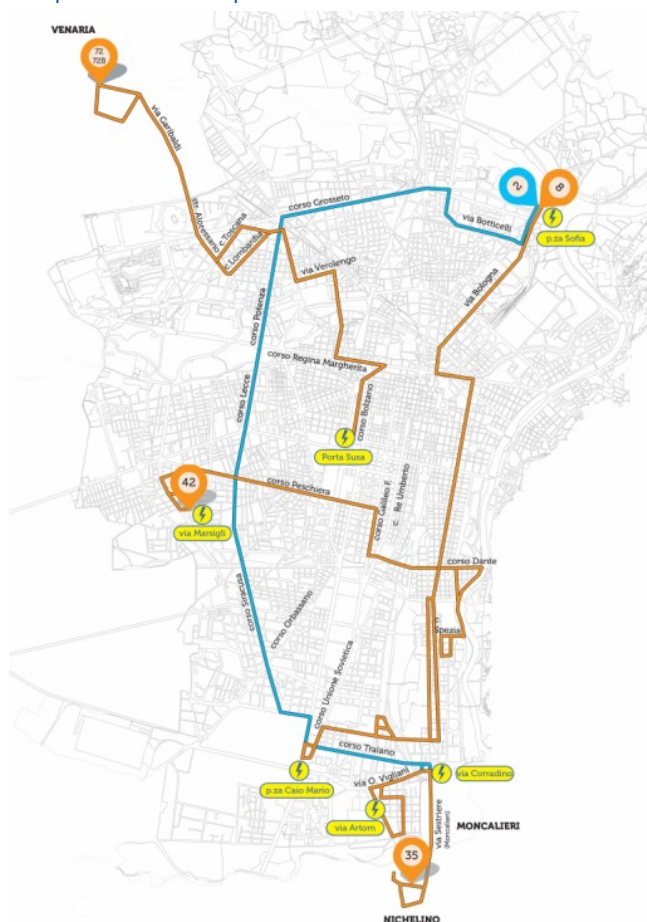 VENARIA
72
72B
via Garibaldi
str. Alessano
c. Toscana
c. Lombardia
corso Grosseto
2
8
via Botticelli
p.za Sofia
via Verolengo
via Bologna
corso Potenza
corso Regina Margherita
corso Lecce
corso Bolzano
Porta Susa
42
corso Peschiera
corso Galileo F.
c. Re Umberto
via Marsigli
corso Dante
corso Siracusa
corso Orbassano
Spezia
corso Unione Sovietica
corso Traiano
p.za Caio Mario
via O. Vigliani
via Corradino
via Artom
via Sestriere
(Moncalieri)
MONCALIERI
35
NICHELINO